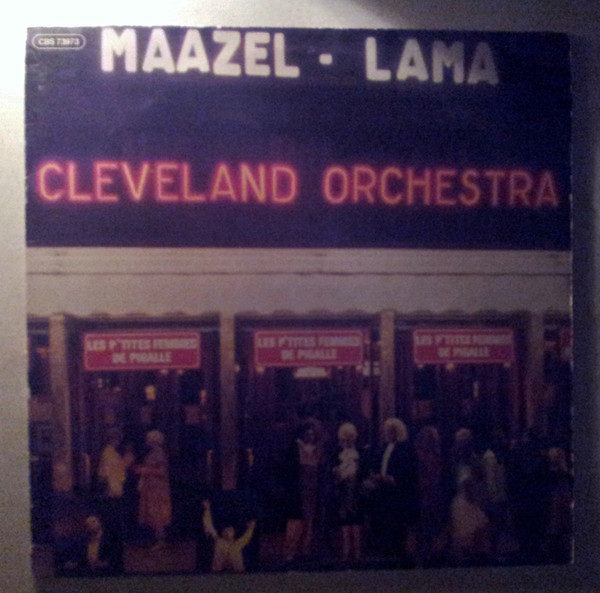 CBS 73973
MAAZEL · LAMA
CLEVELAND ORCHESTRA
LES P'TITES FEMMES
DE PIGALLE
LES P'TITES FEMMES
DE PIGALLE
LES P'TITES FEMMES
DE PIGALLE